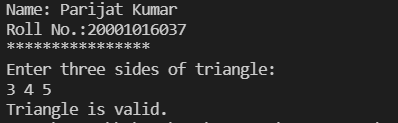 Name: Parijat Kumar
Roll No.:20001016037
****************
Enter three sides of triangle:
3 4 5
Triangle is valid.